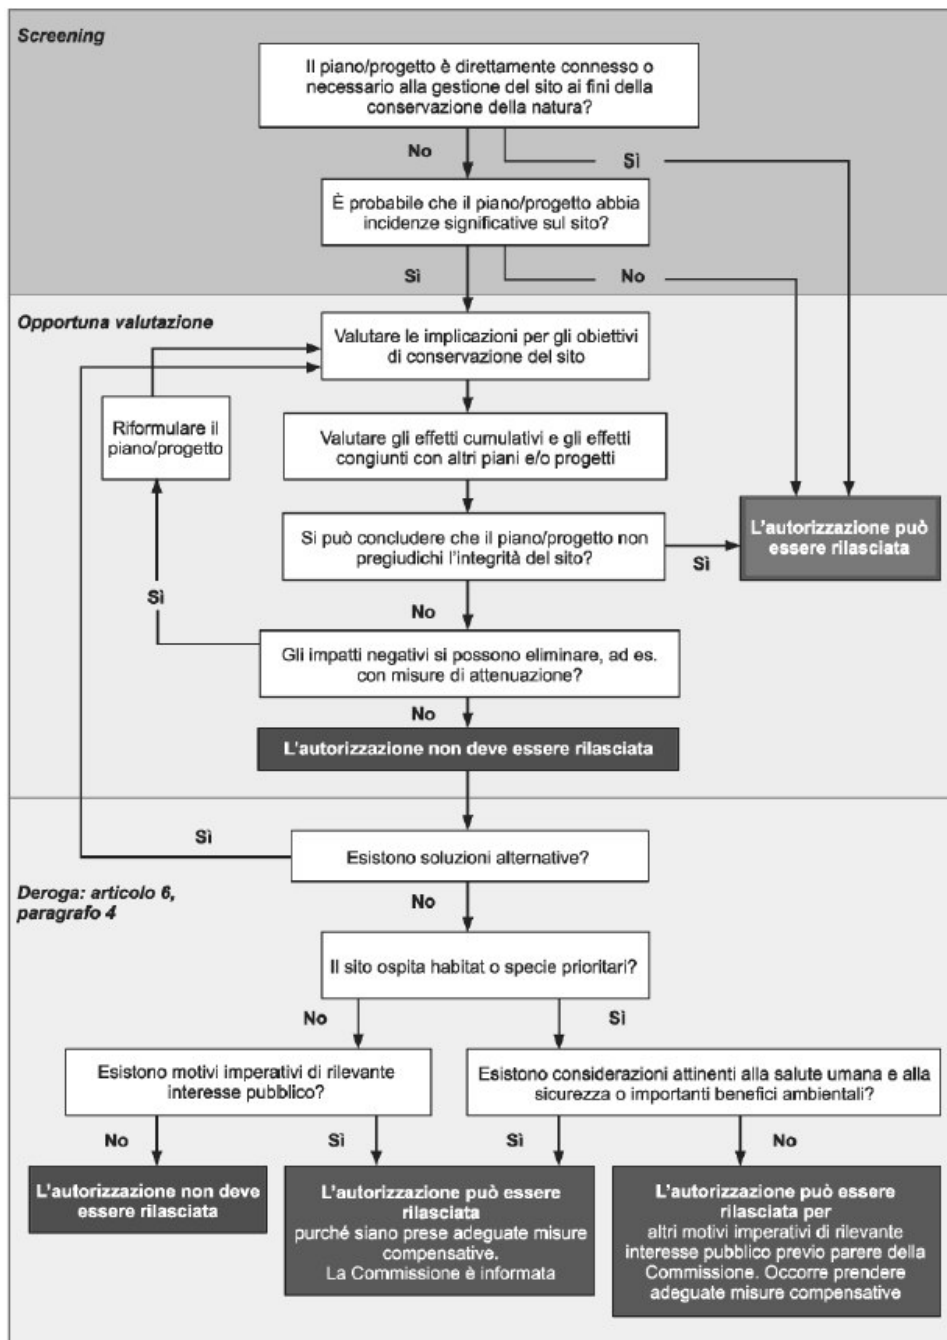 Screening
Il piano/progetto è direttamente connesso o
necessario alla gestione del sito ai fini della
conservazione della natura?
No
Sì
È probabile che il piano/progetto abbia
incidenze significative sul sito?
Sì
No
Opportuna valutazione
Valutare le implicazioni per gli obiettivi
di conservazione del sito
Riformulare il
piano/progetto
Valutare gli effetti cumulativi e gli effetti
congiunti con altri piani e/o progetti
Si può concludere che il piano/progetto non
pregiudichi l'integrità del sito?
Sì
L'autorizzazione può
essere rilasciata
Sì
No
Gli impatti negativi si possono eliminare, ad es.
con misure di attenuazione?
No
L'autorizzazione non deve essere rilasciata
Sì
Esistono soluzioni alternative?
Deroga: articolo 6,
paragrafo 4
No
Il sito ospita habitat o specie prioritari?
No
Sì
Esistono motivi imperativi di rilevante
interesse pubblico?
Esistono considerazioni attinenti alla salute umana e alla
sicurezza o importanti benefici ambientali?
No
Sì
Sì
No
L'autorizzazione non deve
essere rilasciata
L'autorizzazione può essere
rilasciata
purché siano prese adeguate misure
compensative.
La Commissione è informata
L'autorizzazione può essere
rilasciata per
altri motivi imperativi di rilevante
interesse pubblico previo parere della
Commissione. Occorre prendere
adeguate misure compensative